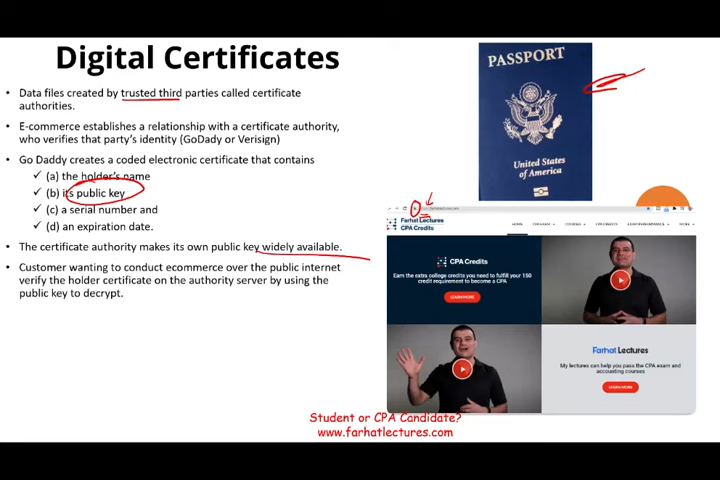 Digital Certificates
Data files created by trusted third parties called certificate
authorities.
E-commerce establishes a relationship with a certificate authority,
who verifies that party's identity (GoDady or Verisign)
Go Daddy creates a coded electronic certificate that contains
(a) the holder's name
(b) its public key
(c) a serial number and
(d) an expiration date.
The certificate authority makes its own public key widely available.
Customer wanting to conduct ecommerce over the public internet
verify the holder certificate on the authority server by using the
public key to decrypt.
PASSPORT
United States
of America
Farhat Lectures
CPA Credits
HOME
COURSES
CPA CREDITS
MORE
CPA Credits
Earn the extra college credits you need to fulfill your 150
credit requirement to become a CPA
LEARN MORE
Farhat Lectures
My lectures can help you pass the CPA exam and
accounting courses
LEARN MORE
Student or CPA Candidate?
www.farhatlectures.com